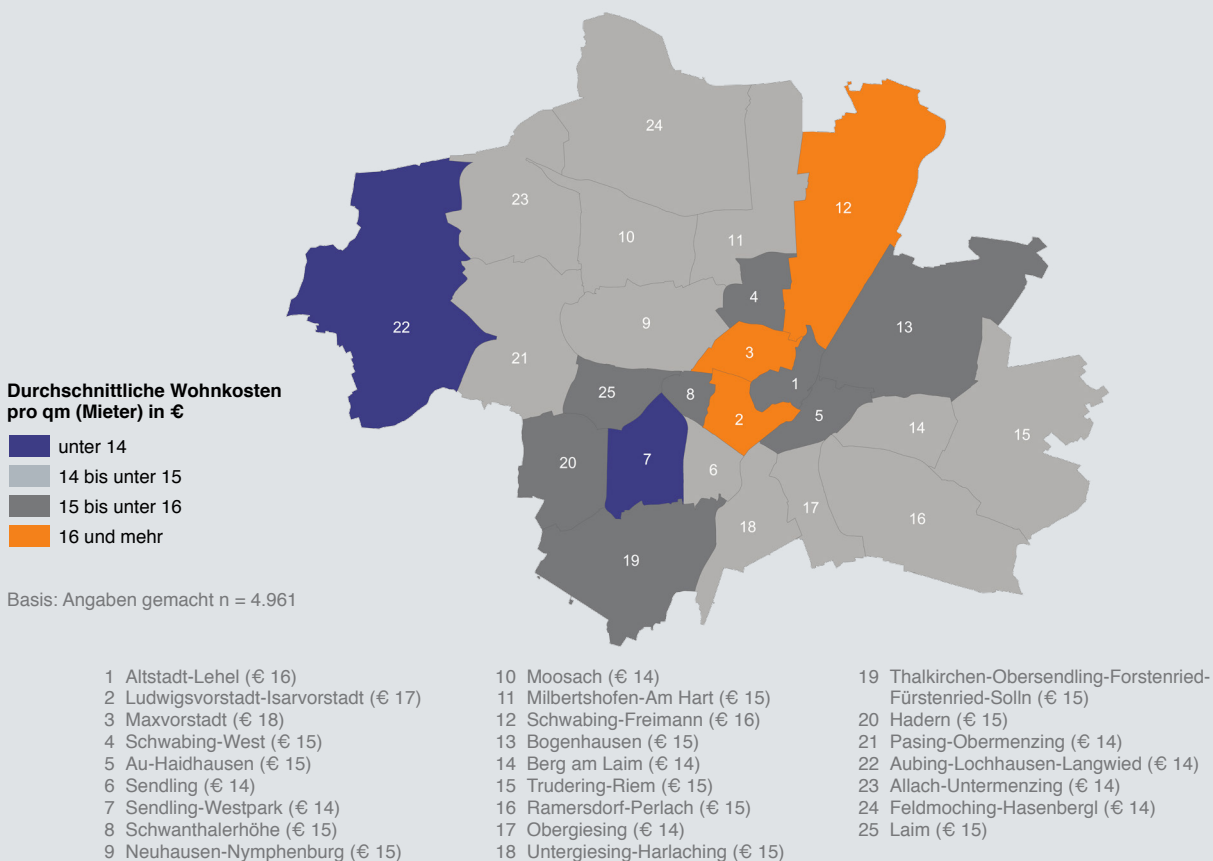 24
23
12
10
11
4
22
9
13
21
3
25
8
1
2
5
14
15
20
7
6
17
16
18
19
Durchschnittliche Wohnkosten
pro qm (Mieter) in €
unter 14
14 bis unter 15
15 bis unter 16
16 und mehr
Basis: Angaben gemacht n = 4.961
1 Altstadt-Lehel (€ 16)
2 Ludwigsvorstadt-Isarvorstadt (€ 17)
3 Maxvorstadt (€ 18)
4 Schwabing-West (€ 15)
5 Au-Haidhausen (€ 15)
6 Sendling (€ 14)
7 Sendling-Westpark (€ 14)
8 Schwanthalerhöhe (€ 15)
9 Neuhausen-Nymphenburg (€ 15)
10 Moosach (€ 14)
11 Milbertshofen-Am Hart (€ 15)
12 Schwabing-Freimann (€ 16)
13 Bogenhausen (€ 15)
14 Berg am Laim (€ 14)
15 Trudering-Riem (€ 15)
16 Ramersdorf-Perlach (€ 15)
17 Obergiesing (€ 14)
18 Untergiesing-Harlaching (€ 15)
19 Thalkirchen-Obersendling-Forstenried-
Fürstenried-Solln (€ 15)
20 Hadern (€ 15)
21 Pasing-Obermenzing (€ 14)
22 Aubing-Lochhausen-Langwied (€ 14)
23 Allach-Untermenzing (€ 14)
24 Feldmoching-Hasenbergl (€ 14)
25 Laim (€ 15)